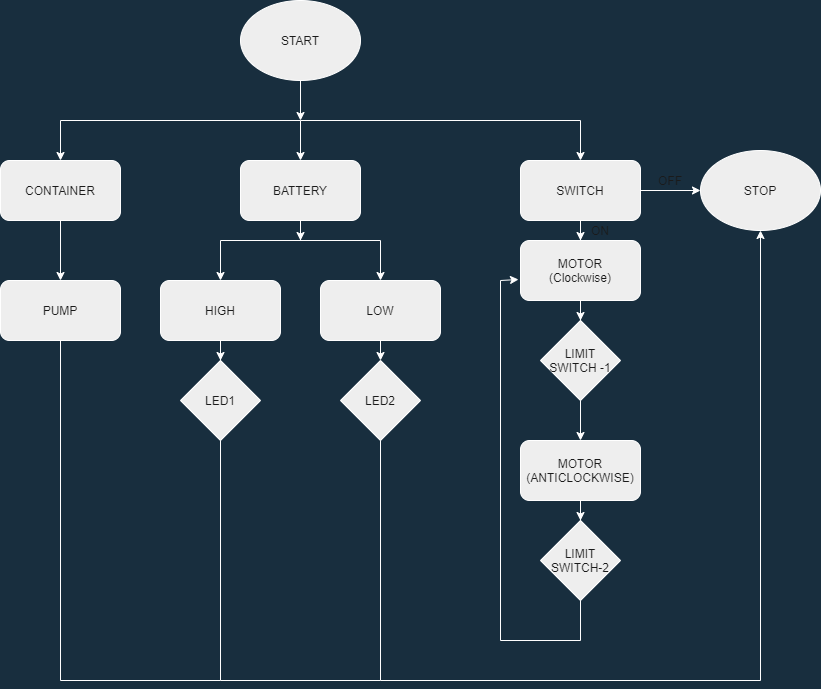 START
CONTAINER
BATTERY
SWITCH
OFF
STOP
ON
MOTOR
(Clockwise)
PUMP
HIGH
LOW
LIMIT
SWITCH -1
LED1
LED2
MOTOR
(ANTICLOCKWISE)
LIMIT
SWITCH-2